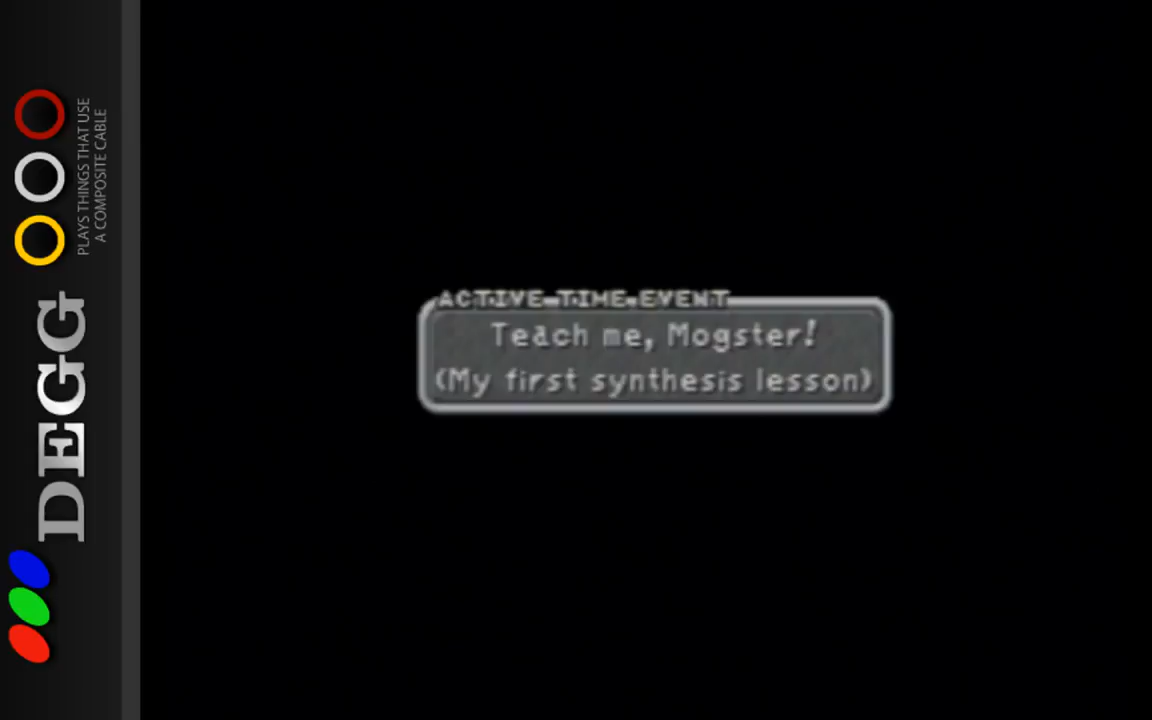 PLAYS THINGS THAT USE
A COMPOSITE CABLE
DEGG
ACTIVE TIME EVENT
Teach me, Mogster!
(My first synthesis lesson)